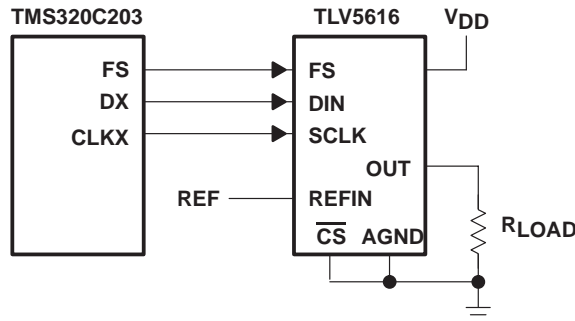 TMS320C203 TLV5616 VDD
FS FS
DX DIN
CLKX SCLK
OUT
REF REFIN RLOAD
CS AGND